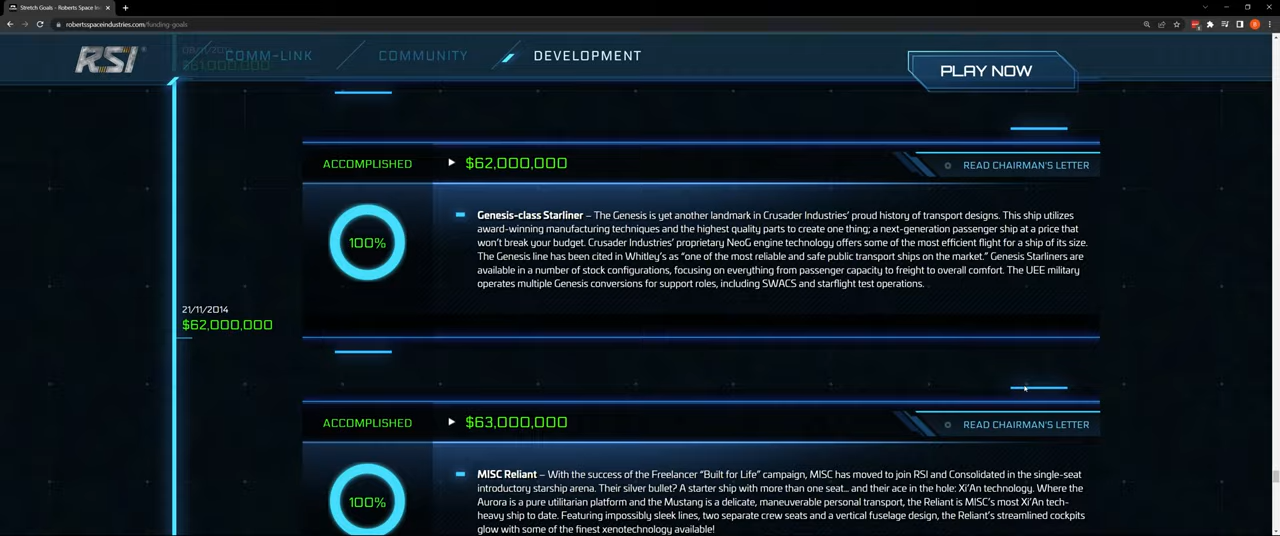 Stretch Goals - Roberts Space Indus
robertsspaceindustries.com/funding-goals
RSI
COMM-LINK
COMMUNITY
DEVELOPMENT
PLAY NOW
$61,000,000
ACCOMPLISHED
$62,000,000
READ CHAIRMAN'S LETTER
100%
Genesis-class Starliner – The Genesis is yet another landmark in Crusader Industries' proud history of transport designs. This ship utilizes
award-winning manufacturing techniques and the highest quality parts to create one thing; a next-generation passenger ship at a price that
won't break your budget. Crusader Industries' proprietary NeoG engine technology offers some of the most efficient flight for a ship of its size.
The Genesis line has been cited in Whitley's as "one of the most reliable and safe public transport ships on the market." Genesis Starliners are
available in a number of stock configurations, focusing on everything from passenger capacity to freight to overall comfort. The UEE military
operates multiple Genesis conversions for support roles, including SWACS and starflight test operations.
21/11/2014
$62,000,000
ACCOMPLISHED
$63,000,000
READ CHAIRMAN'S LETTER
100%
MISC Reliant – With the success of the Freelancer "Built for Life" campaign, MISC has moved to join RSI and Consolidated in the single-seat
introductory starship arena. Their silver bullet? A starter ship with more than one seat... and their ace in the hole: Xi'An technology. Where the
Aurora is a pure utilitarian platform and the Mustang is a delicate, maneuverable personal transport, the Reliant is MISC's most Xi'An tech-
heavy ship to date. Featuring impossibly sleek lines, two separate crew seats and a vertical fuselage design, the Reliant's streamlined cockpits
glow with some of the finest xenotechnology available!